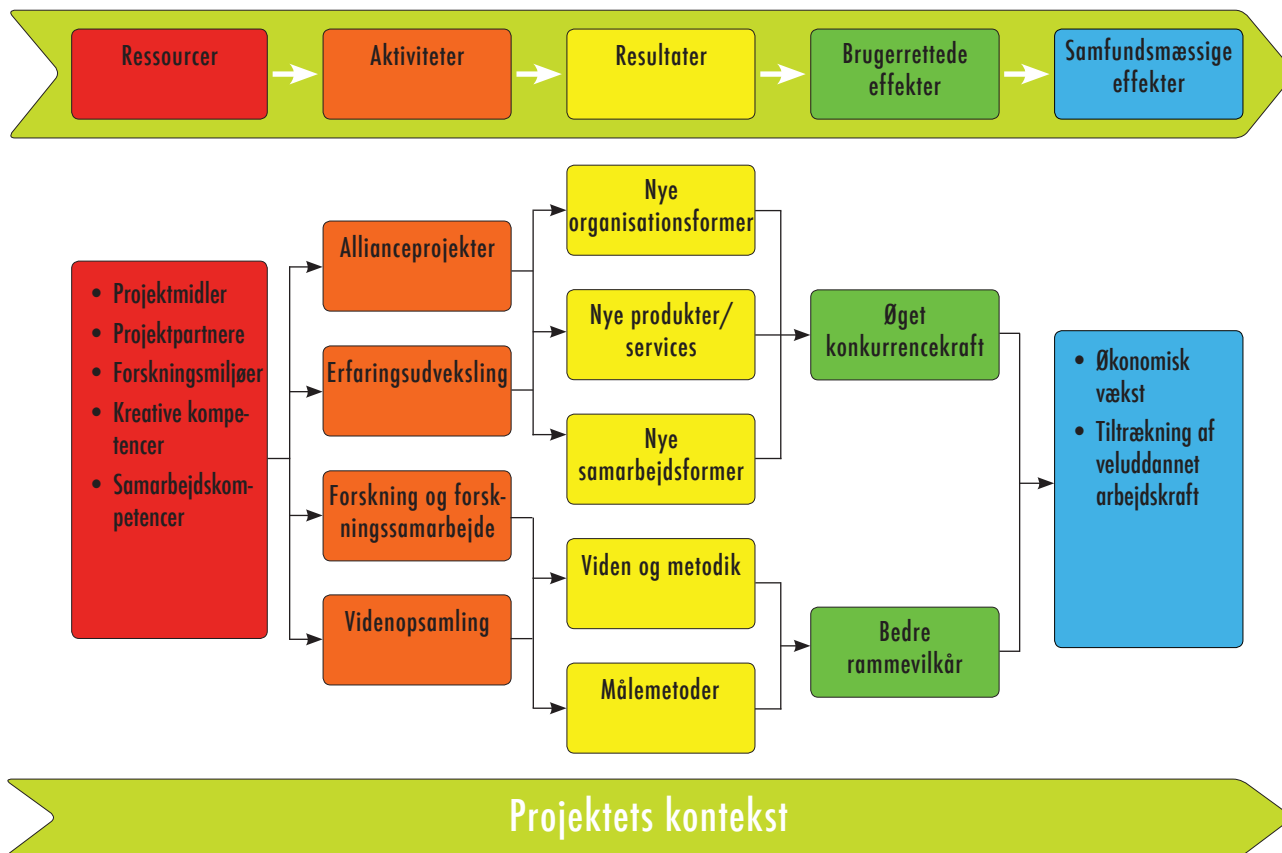 Ressourcer
Aktiviteter
Resultater
Brugerrettede
effekter
Samfundsmæssige
effekter
• Projektmidler
• Projektpartnere
• Forskningsmiljøer
• Kreative kompe-
tencer
• Samarbejdskom-
petencer
Allianceprojekter
Erfaringsudveksling
Forskning og forsk-
ningssamarbejde
Videnopsamling
Nye
organisationsformer
Nye produkter/
services
Nye
samarbejdsformer
Viden og metodik
Målemetoder
Øget
konkurrencekraft
Bedre
rammevilkår
• Økonomisk
vækst
• Tiltrækning af
veluddannet
arbejdskraft
Projektets kontekst